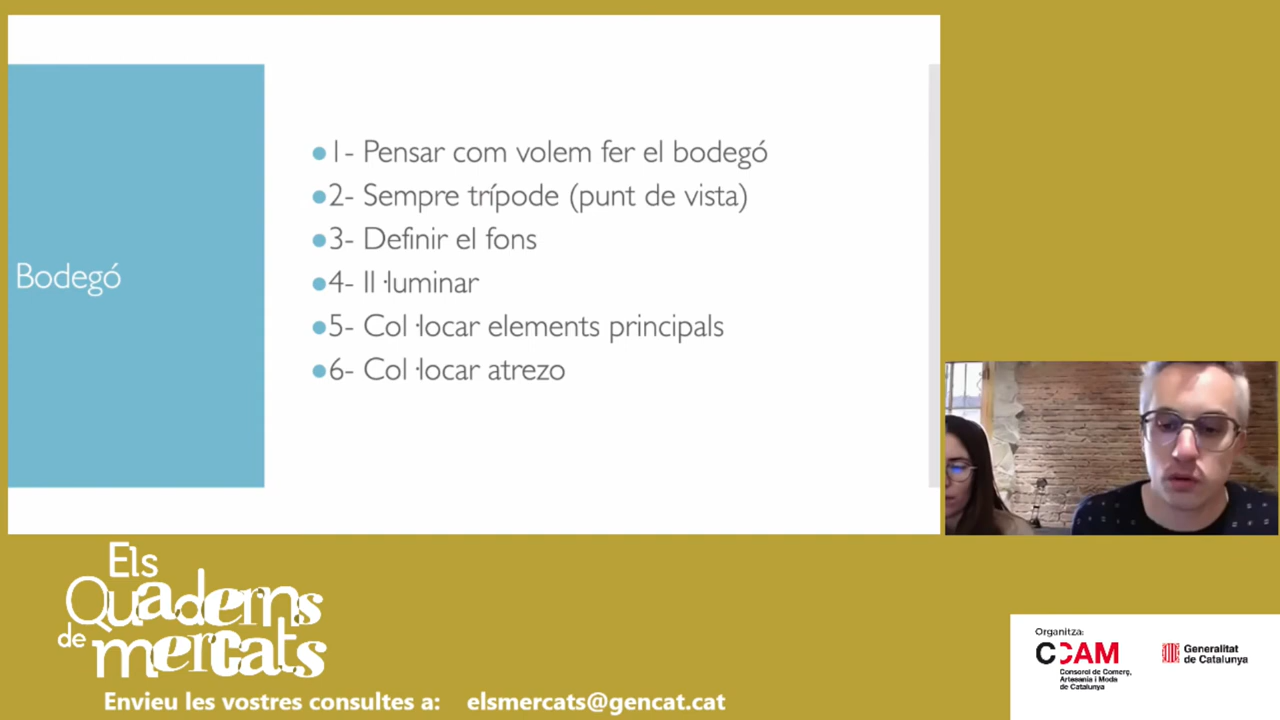 Bodegó
1- Pensar com volem fer el bodegó
2- Sempre trípode (punt de vista)
3- Definir el fons
4- Il·luminar
5- Col·locar elements principals
6- Col·locar atrezo
Els
Quaderns
de mercats
Envieu les vostres consultes a: elsmercats@gencat.cat
Organitza:
CCAM
Consorci de Comerç,
Artesania i Moda
de Catalunya
Generalitat
de Catalunya